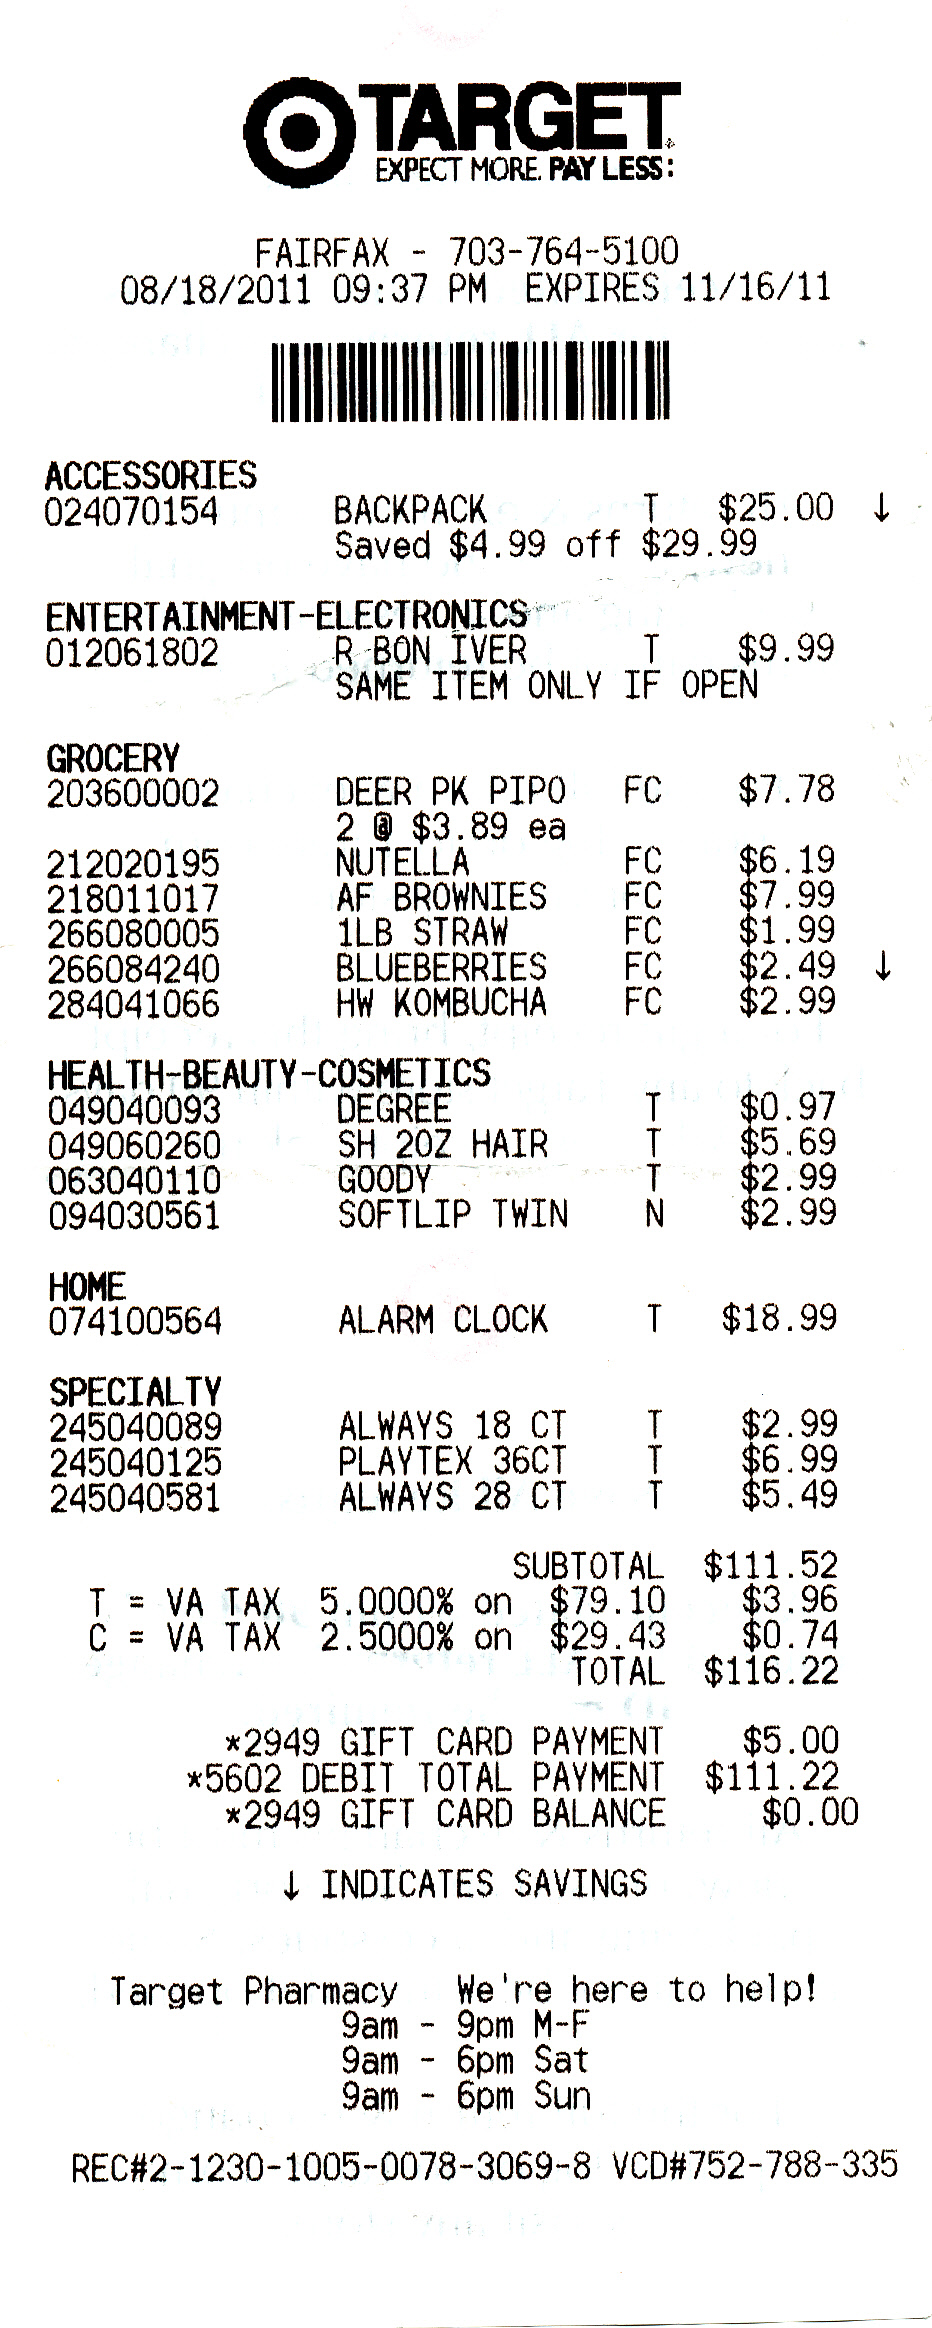 TARGET
EXPECT MORE. PAY LESS.
FAIRFAX - 703-764-5100
08/18/2011 09:37 PM EXPIRES 11/16/11
ACCESSORIES
024070154 BACKPACK T $25.00 ↓
Saved $4.99 off $29.99
ENTERTAINMENT-ELECTRONICS
012061802 R BON IVER T $9.99
SAME ITEM ONLY IF OPEN
GROCERY
203600002 DEER PK PIPO FC $7.78
2 @ $3.89 ea
212020195 NUTELLA FC $6.19
218011017 AF BROWNIES FC $7.99
266080005 1LB STRAW FC $1.99
266084240 BLUEBERRIES FC $2.49 ↓
284041066 HW KOMBUCHA FC $2.99
HEALTH-BEAUTY-COSMETICS
049040093 DEGREE T $0.97
049060260 SH 2OZ HAIR T $5.69
063040110 GOODY T $2.99
094030561 SOFTLIP TWIN N $2.99
HOME
074100564 ALARM CLOCK T $18.99
SPECIALTY
245040089 ALWAYS 18 CT T $2.99
245040125 PLAYTEX 36CT T $6.99
245040581 ALWAYS 28 CT T $5.49
SUBTOTAL $111.52
T = VA TAX 5.0000% on $79.10 $3.96
C = VA TAX 2.5000% on $29.43 $0.74
TOTAL $116.22
*2949 GIFT CARD PAYMENT $5.00
*5602 DEBIT TOTAL PAYMENT $111.22
*2949 GIFT CARD BALANCE $0.00
↓ INDICATES SAVINGS
Target Pharmacy We're here to help!
9am - 9pm M-F
9am - 6pm Sat
9am - 6pm Sun
REC#2-1230-1005-0078-3069-8 VCD#752-788-335